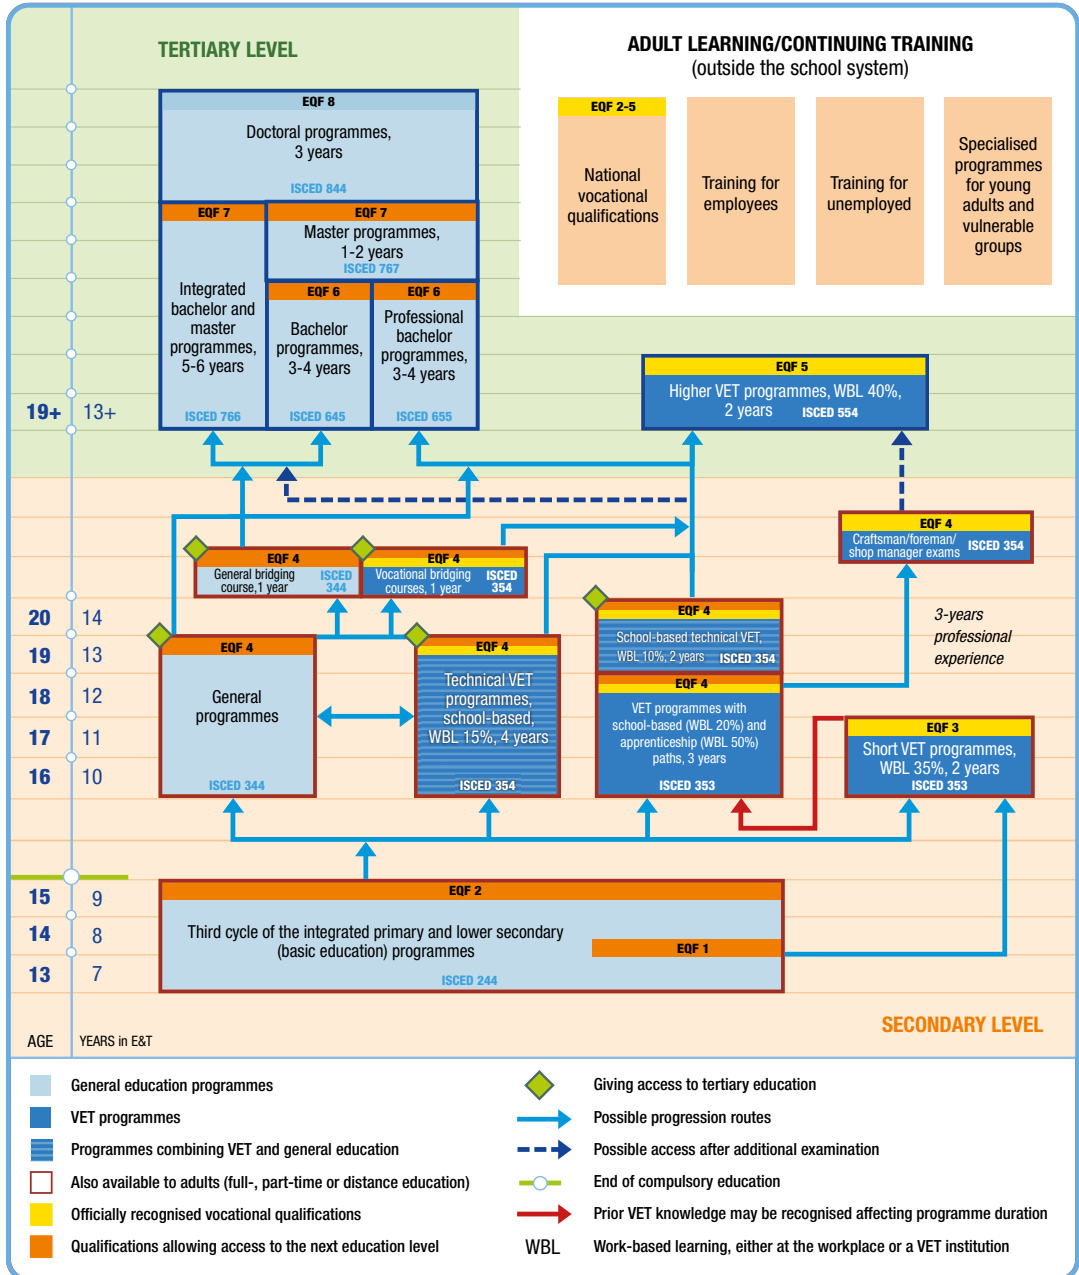 TERTIARY LEVEL
ADULT LEARNING/CONTINUING TRAINING
(outside the school system)
EQF 2-5
National
vocational
qualifications
Training for
employees
Training for
unemployed
Specialised
programmes
for young
adults and
vulnerable
groups
EQF 8
Doctoral programmes,
3 years
ISCED 844
EQF 7
Integrated
bachelor and
master
programmes,
5-6 years
ISCED 766
EQF 7
Master programmes,
1-2 years
ISCED 767
EQF 6
Bachelor
programmes,
3-4 years
ISCED 645
EQF 6
Professional
bachelor
programmes,
3-4 years
ISCED 655
EQF 5
Higher VET programmes, WBL 40%,
2 years ISCED 554
19+ 13+
EQF 4
Craftsman/foreman/
shop manager exams
ISCED 354
EQF 4
General bridging
course,1 year
ISCED
344
EQF 4
Vocational bridging
courses, 1 year
ISCED
354
20 14
19 13
18 12
17 11
16 10
EQF 4
General
programmes
ISCED 344
EQF 4
Technical VET
programmes,
school-based,
WBL 15%, 4 years
ISCED 354
EQF 4
School-based technical VET,
WBL 10%, 2 years ISCED 354
EQF 4
VET programmes with
school-based (WBL 20%) and
apprenticeship (WBL 50%)
paths, 3 years
ISCED 353
3-years
professional
experience
EQF 3
Short VET programmes,
WBL 35%, 2 years
ISCED 353
15 9
14 8
13 7
EQF 2
Third cycle of the integrated primary and lower secondary
(basic education) programmes
EQF 1
ISCED 244
SECONDARY LEVEL
AGE YEARS in E&T
General education programmes
VET programmes
Programmes combining VET and general education
Also available to adults (full-, part-time or distance education)
Officially recognised vocational qualifications
Qualifications allowing access to the next education level
Giving access to tertiary education
Possible progression routes
Possible access after additional examination
End of compulsory education
Prior VET knowledge may be recognised affecting programme duration
WBL Work-based learning, either at the workplace or a VET institution